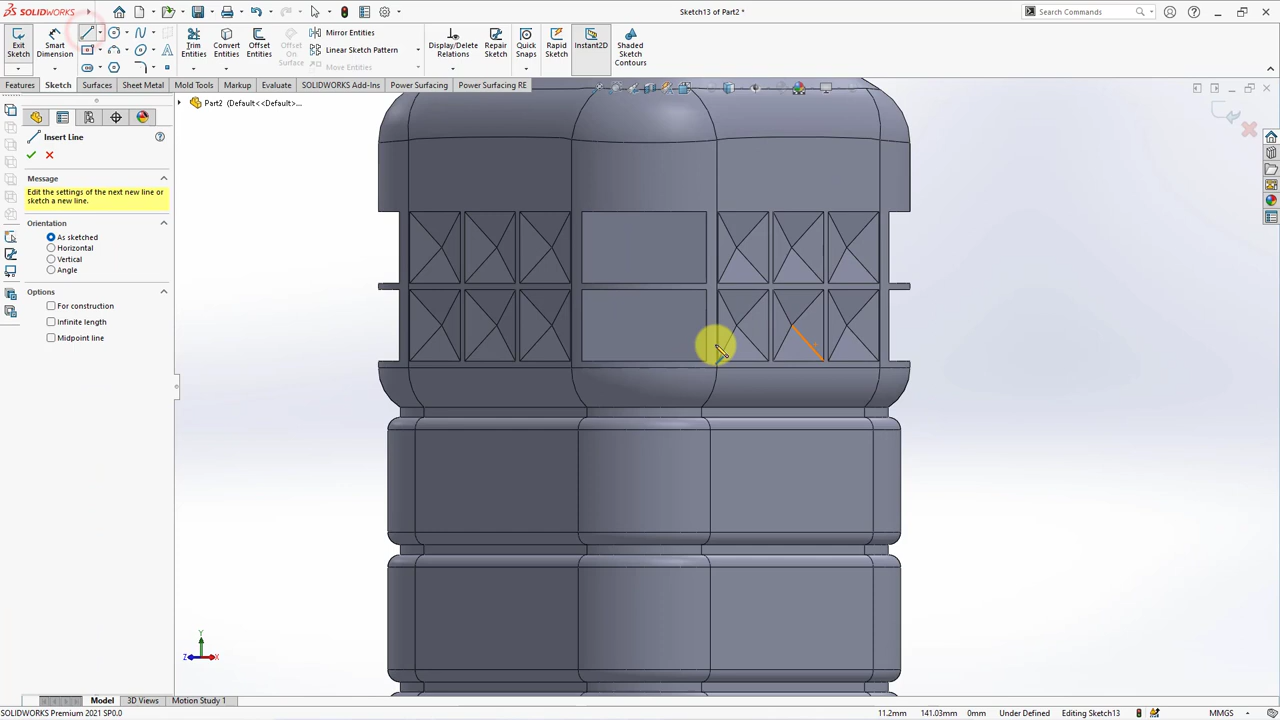 SOLIDWORKS
Sketch13 of Part2 *
Search Commands
Exit Sketch
Smart Dimension
Trim Entities
Convert Entities
Offset Entities
Offset On Surface
Mirror Entities
Linear Sketch Pattern
Move Entities
Display/Delete Relations
Repair Sketch
Quick Snaps
Rapid Sketch
Instant2D
Shaded Sketch Contours
Features
Sketch
Surfaces
Sheet Metal
Mold Tools
Markup
Evaluate
SOLIDWORKS Add-Ins
Power Surfacing
Power Surfacing RE
Part2 (Default<<Default>...
Insert Line
Message
Edit the settings of the next new line or
sketch a new line.
Orientation
As sketched
Horizontal
Vertical
Angle
Options
For construction
Infinite length
Midpoint line
Y
Z
X
Model
3D Views
Motion Study 1
SOLIDWORKS Premium 2021 SP0.0
11.2mm
141.03mm
0mm
Under Defined
Editing Sketch13
MMGS